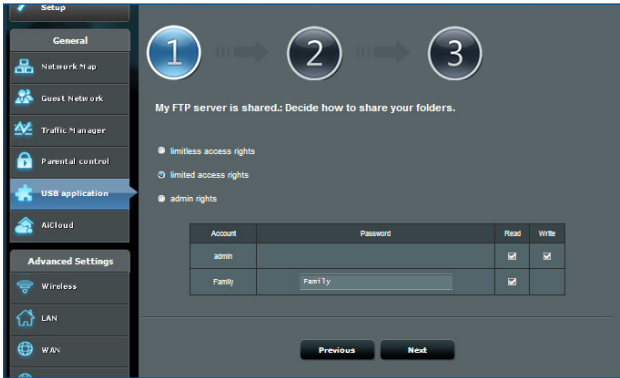 Setup
General
Network Map
Guest Network
Traffic Manager
Parental control
USB application
AiCloud
Advanced Settings
Wireless
LAN
WAN
1
2
3
My FTP server is shared.: Decide how to share your folders.
limitless access rights
limited access rights
admin rights
Account Password Read Write
admin
Family Family
Previous Next